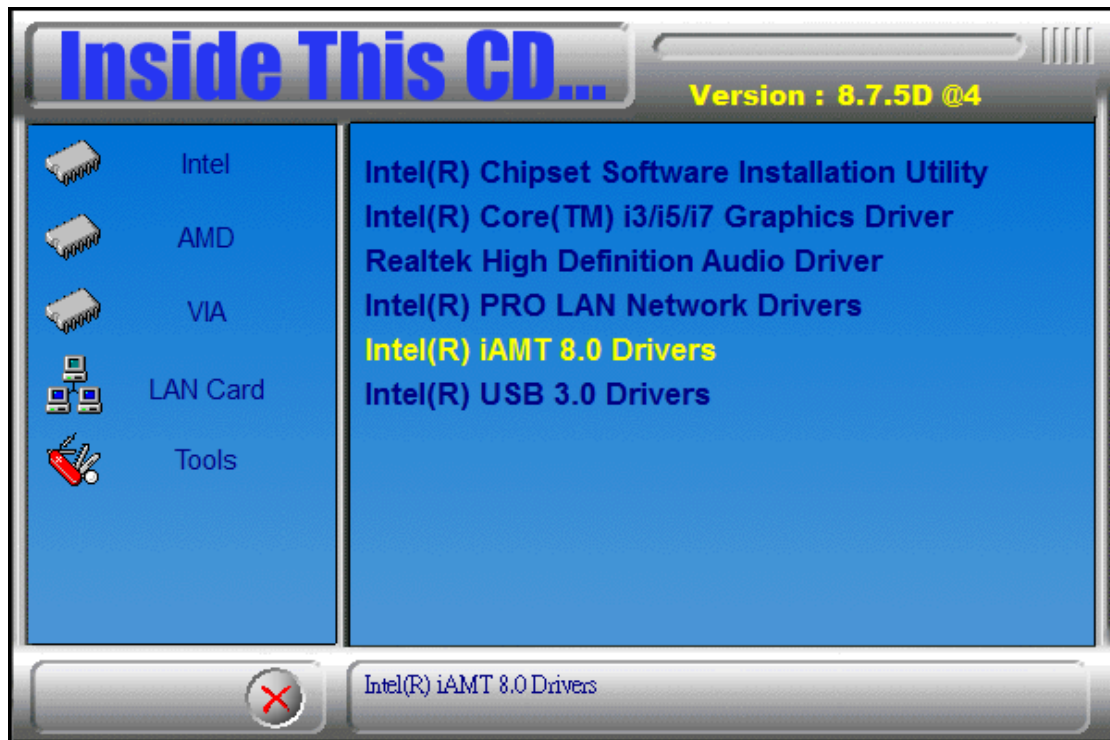 Inside This CD...
Version : 8.7.5D @4
Intel
AMD
VIA
LAN Card
Tools
Intel(R) Chipset Software Installation Utility
Intel(R) Core(TM) i3/i5/i7 Graphics Driver
Realtek High Definition Audio Driver
Intel(R) PRO LAN Network Drivers
Intel(R) iAMT 8.0 Drivers
Intel(R) USB 3.0 Drivers
Intel(R) iAMT 8.0 Drivers